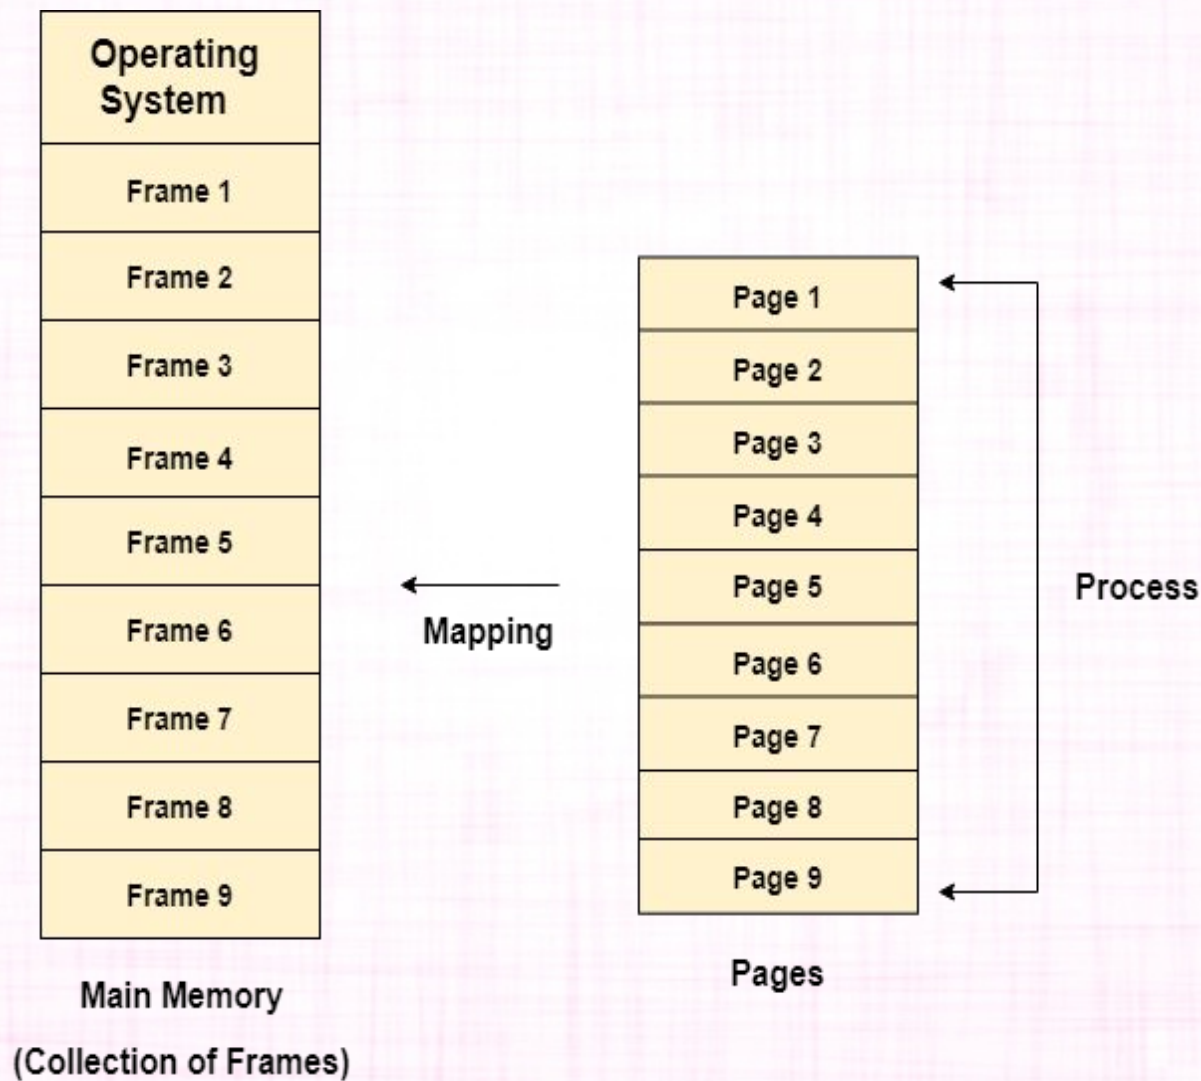 Operating
System
Frame 1
Frame 2
Frame 3
Frame 4
Frame 5
Frame 6
Frame 7
Frame 8
Frame 9
Main Memory
(Collection of Frames)
Mapping
Page 1
Page 2
Page 3
Page 4
Page 5
Page 6
Page 7
Page 8
Page 9
Pages
Process